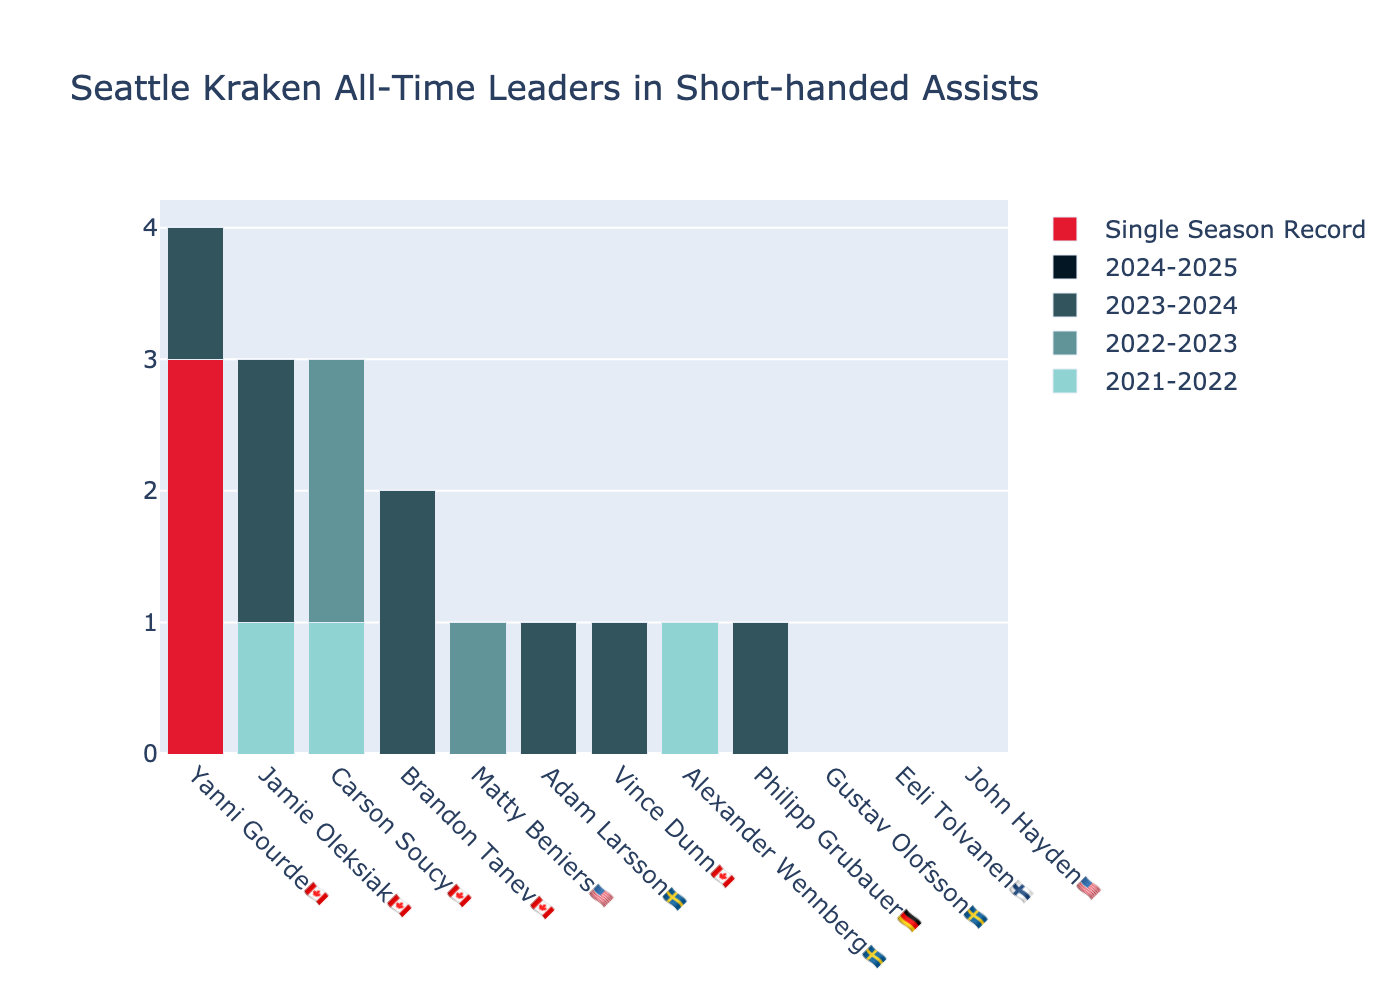 Seattle Kraken All-Time Leaders in Short-handed Assists
4
3
2
1
0
Single Season Record
2024-2025
2023-2024
2022-2023
2021-2022
Yanni Gourde🇨🇦
Jamie Oleksiak🇨🇦
Carson Soucy🇨🇦
Brandon Tanev🇨🇦
Matty Beniers🇺🇸
Adam Larsson🇸🇪
Vince Dunn🇨🇦
Alexander Wennberg🇸🇪
Philipp Grubauer🇩🇪
Gustav Olofsson🇸🇪
Eeli Tolvanen🇫🇮
John Hayden🇺🇸